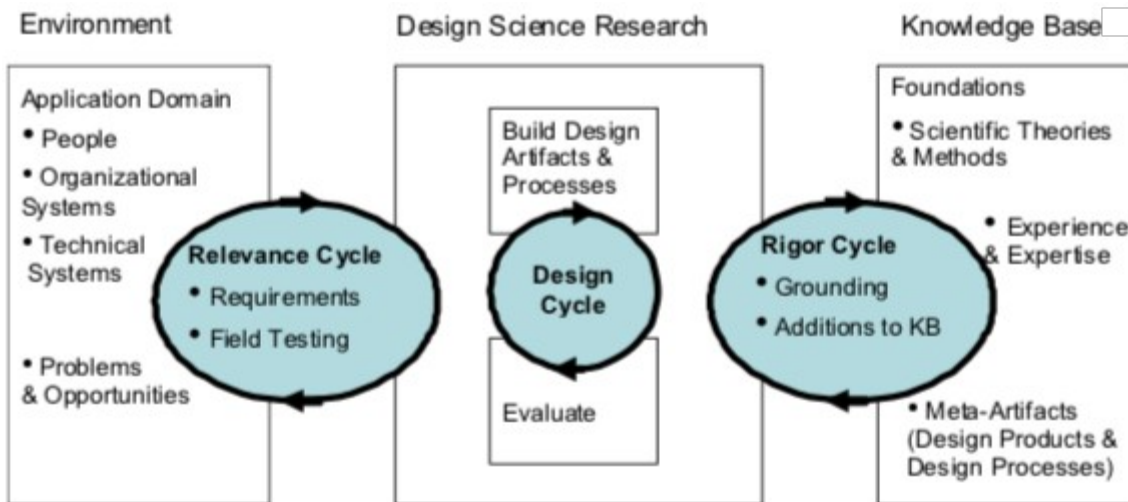 Environment
Design Science Research
Knowledge Base
Application Domain
• People
• Organizational
Systems
• Technical
Systems
• Problems
& Opportunities
Relevance Cycle
• Requirements
• Field Testing
Build Design
Artifacts &
Processes
Design
Cycle
Evaluate
Rigor Cycle
• Grounding
• Additions to KB
Foundations
• Scientific Theories
& Methods
• Experience
& Expertise
• Meta-Artifacts
(Design Products &
Design Processes)